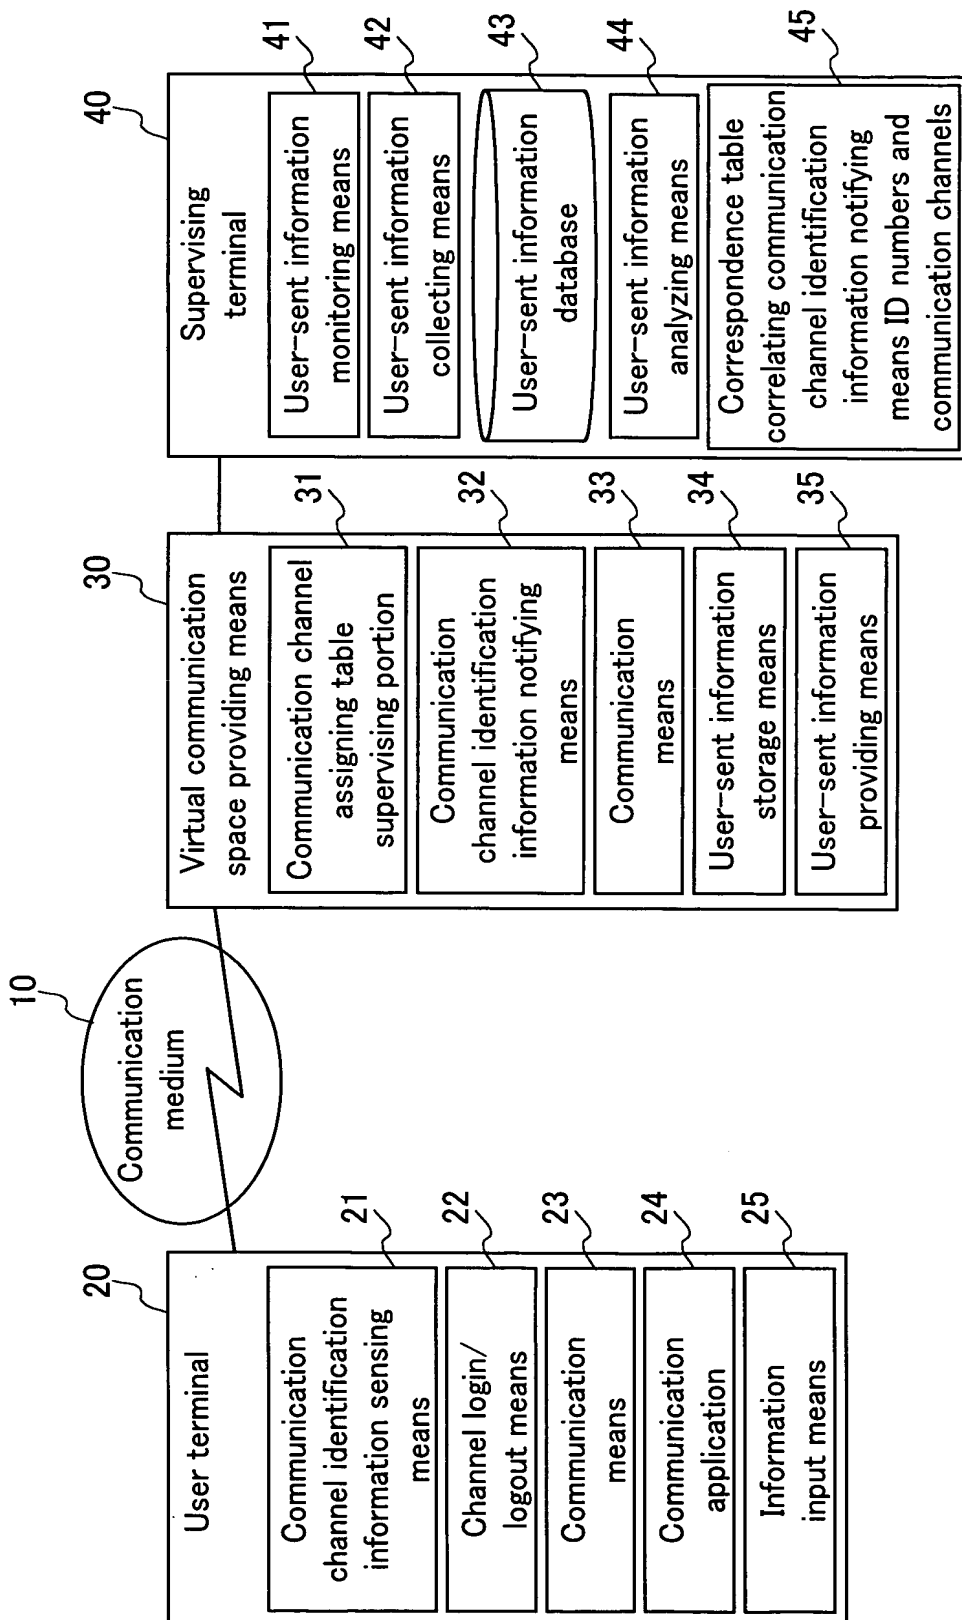 10
Communication
medium
20
User terminal
Communication
channel identification
information sensing
means
21
Channel login/
logout means
22
Communication
means
23
Communication
application
24
Information
input means
25
30
Virtual communication
space providing means
Communication channel
assigning table
supervising portion
31
Communication
channel identification
information notifying
means
32
Communication
means
33
User-sent information
storage means
34
User-sent information
providing means
35
40
Supervising
terminal
User-sent information
monitoring means
41
User-sent information
collecting means
42
User-sent information
database
43
User-sent information
analyzing means
44
Correspondence table
correlating communication
channel identification
information notifying
means ID numbers and
communication channels
45